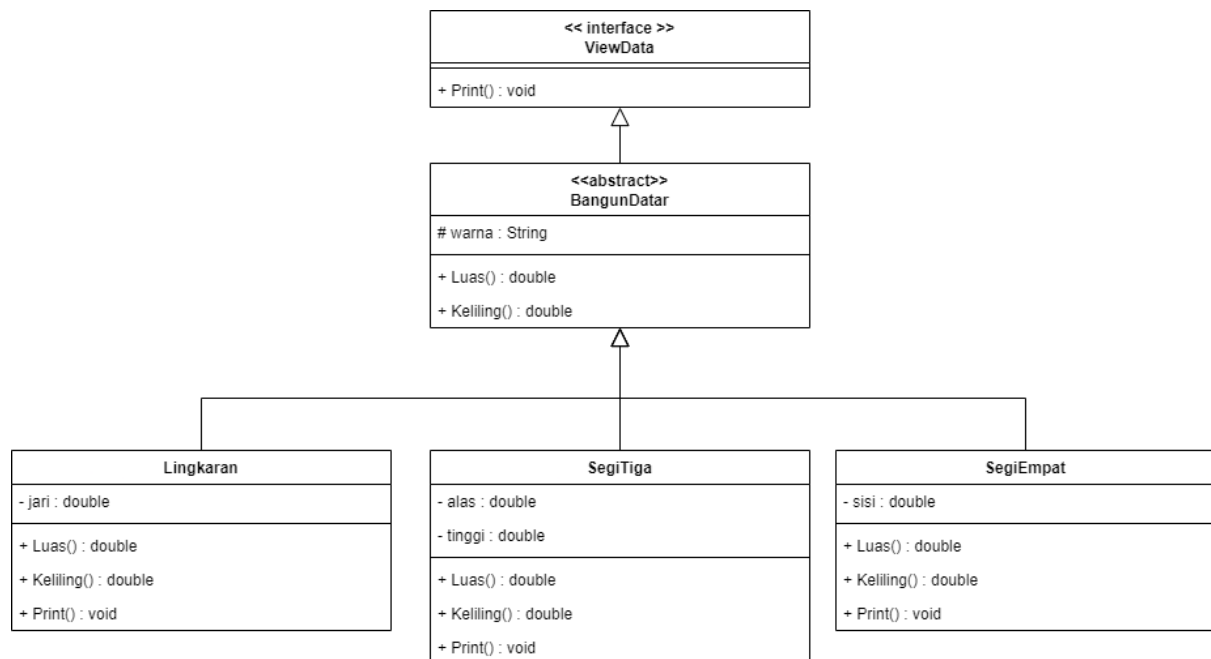 << interface >>
ViewData
+ Print() : void
<<abstract>>
BangunDatar
# warna : String
+ Luas() : double
+ Keliling() : double
Lingkaran
- jari : double
+ Luas() : double
+ Keliling() : double
+ Print() : void
SegiTiga
- alas : double
- tinggi : double
+ Luas() : double
+ Keliling() : double
+ Print() : void
SegiEmpat
- sisi : double
+ Luas() : double
+ Keliling() : double
+ Print() : void